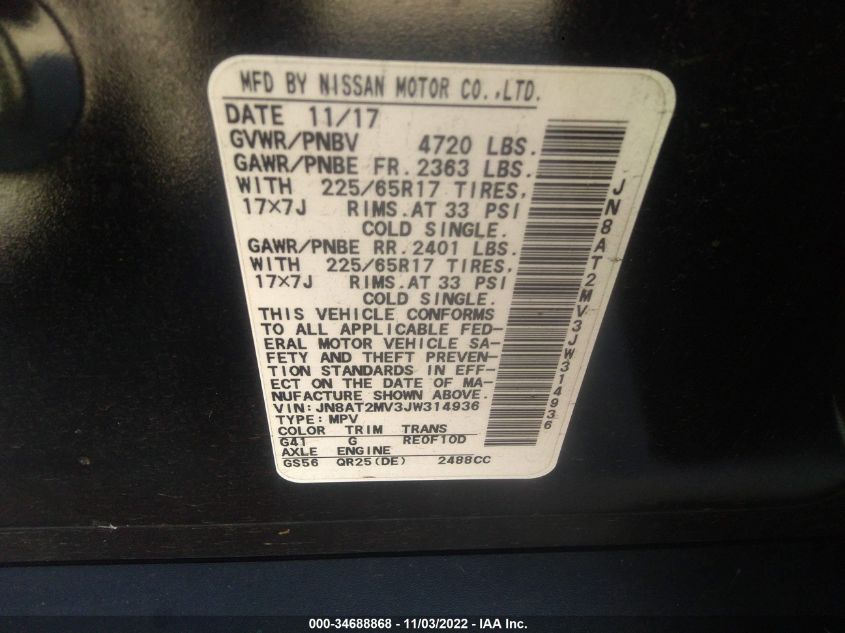 MFD BY NISSAN MOTOR CO.,LTD.
DATE 11/17
GVWR/PNBV 4720 LBS.
GAWR/PNBE FR. 2363 LBS.
WITH 225/65R17 TIRES,
17×7J RIMS. AT 33 PSI
COLD SINGLE.
GAWR/PNBE RR. 2401 LBS.
WITH 225/65R17 TIRES,
17×7J RIMS. AT 33 PSI
COLD SINGLE.
THIS VEHICLE CONFORMS
TO ALL APPLICABLE FED-
ERAL MOTOR VEHICLE SA-
FETY AND THEFT PREVEN-
TION STANDARDS IN EFF-
ECT ON THE DATE OF MA-
NUFACTURE SHOWN ABOVE.
VIN: JN8AT2MV3JW314936
TYPE: MPV
COLOR TRIM TRANS
G41 G RE0F10D
AXLE ENGINE
GS56 QR25(DE) 2488CC
JN8AT2MV3JW314936
000-34688868 - 11/03/2022 - IAA Inc.